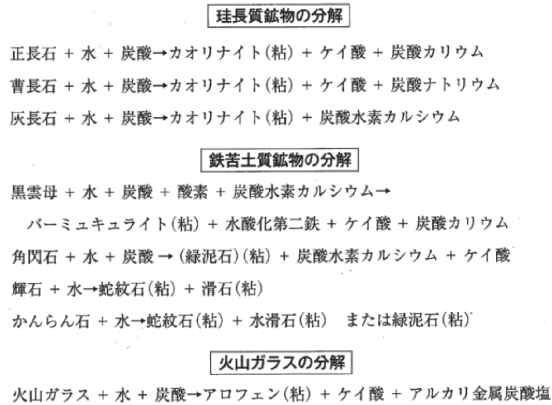 珪長質鉱物の分解
正長石 + 水 + 炭酸→カオリナイト(粘) + ケイ酸 + 炭酸カリウム
曹長石 + 水 + 炭酸→カオリナイト(粘) + ケイ酸 + 炭酸ナトリウム
灰長石 + 水 + 炭酸→カオリナイト(粘) + 炭酸水素カルシウム
鉄苦土質鉱物の分解
黒雲母 + 水 + 炭酸 + 酸素 + 炭酸水素カルシウム→
バーミュキュライト(粘) + 水酸化第二鉄 + ケイ酸 + 炭酸カリウム
角閃石 + 水 + 炭酸 → (緑泥石)(粘) + 炭酸水素カルシウム + ケイ酸
輝石 + 水→蛇紋石(粘) + 滑石(粘)
かんらん石 + 水→蛇紋石(粘) + 水滑石(粘) または緑泥石(粘)
火山ガラスの分解
火山ガラス + 水 + 炭酸→アロフェン(粘) + ケイ酸 + アルカリ金属炭酸塩